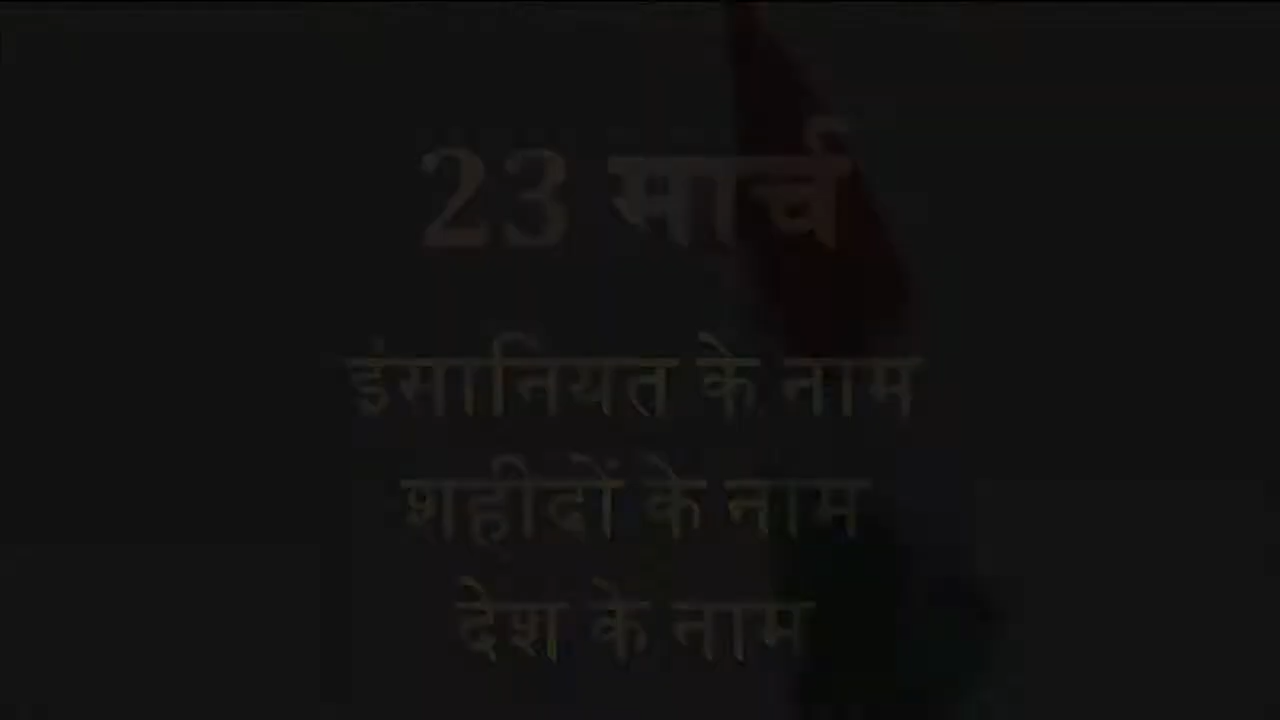 23 मार्च
इंसानियत के नाम
शहीदों के नाम
देश के नाम